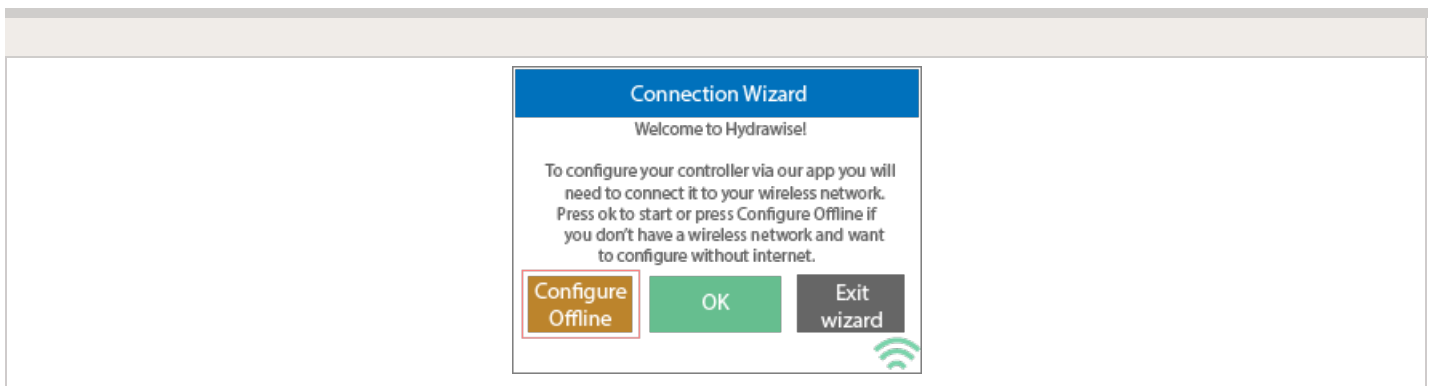 Connection Wizard
Welcome to Hydrawise!
To configure your controller via our app you will
need to connect it to your wireless network.
Press ok to start or press Configure Offline if
you don't have a wireless network and want
to configure without internet.
Configure
Offline
OK
Exit
wizard